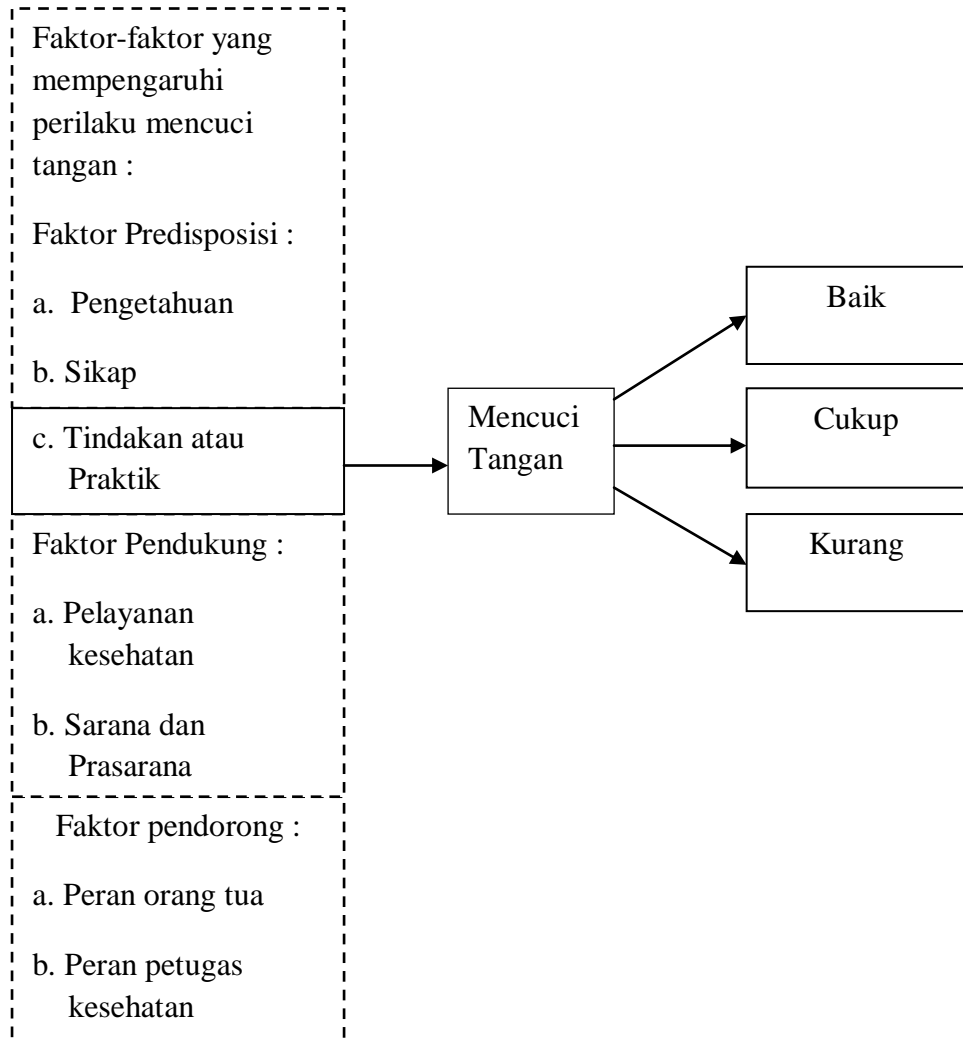 Faktor-faktor yang
mempengaruhi
perilaku mencuci
tangan :
Faktor Predisposisi :
a. Pengetahuan
b. Sikap
c. Tindakan atau
Praktik
Faktor Pendukung :
a. Pelayanan
kesehatan
b. Sarana dan
Prasarana
Faktor pendorong :
a. Peran orang tua
b. Peran petugas
kesehatan
Mencuci
Tangan
Baik
Cukup
Kurang